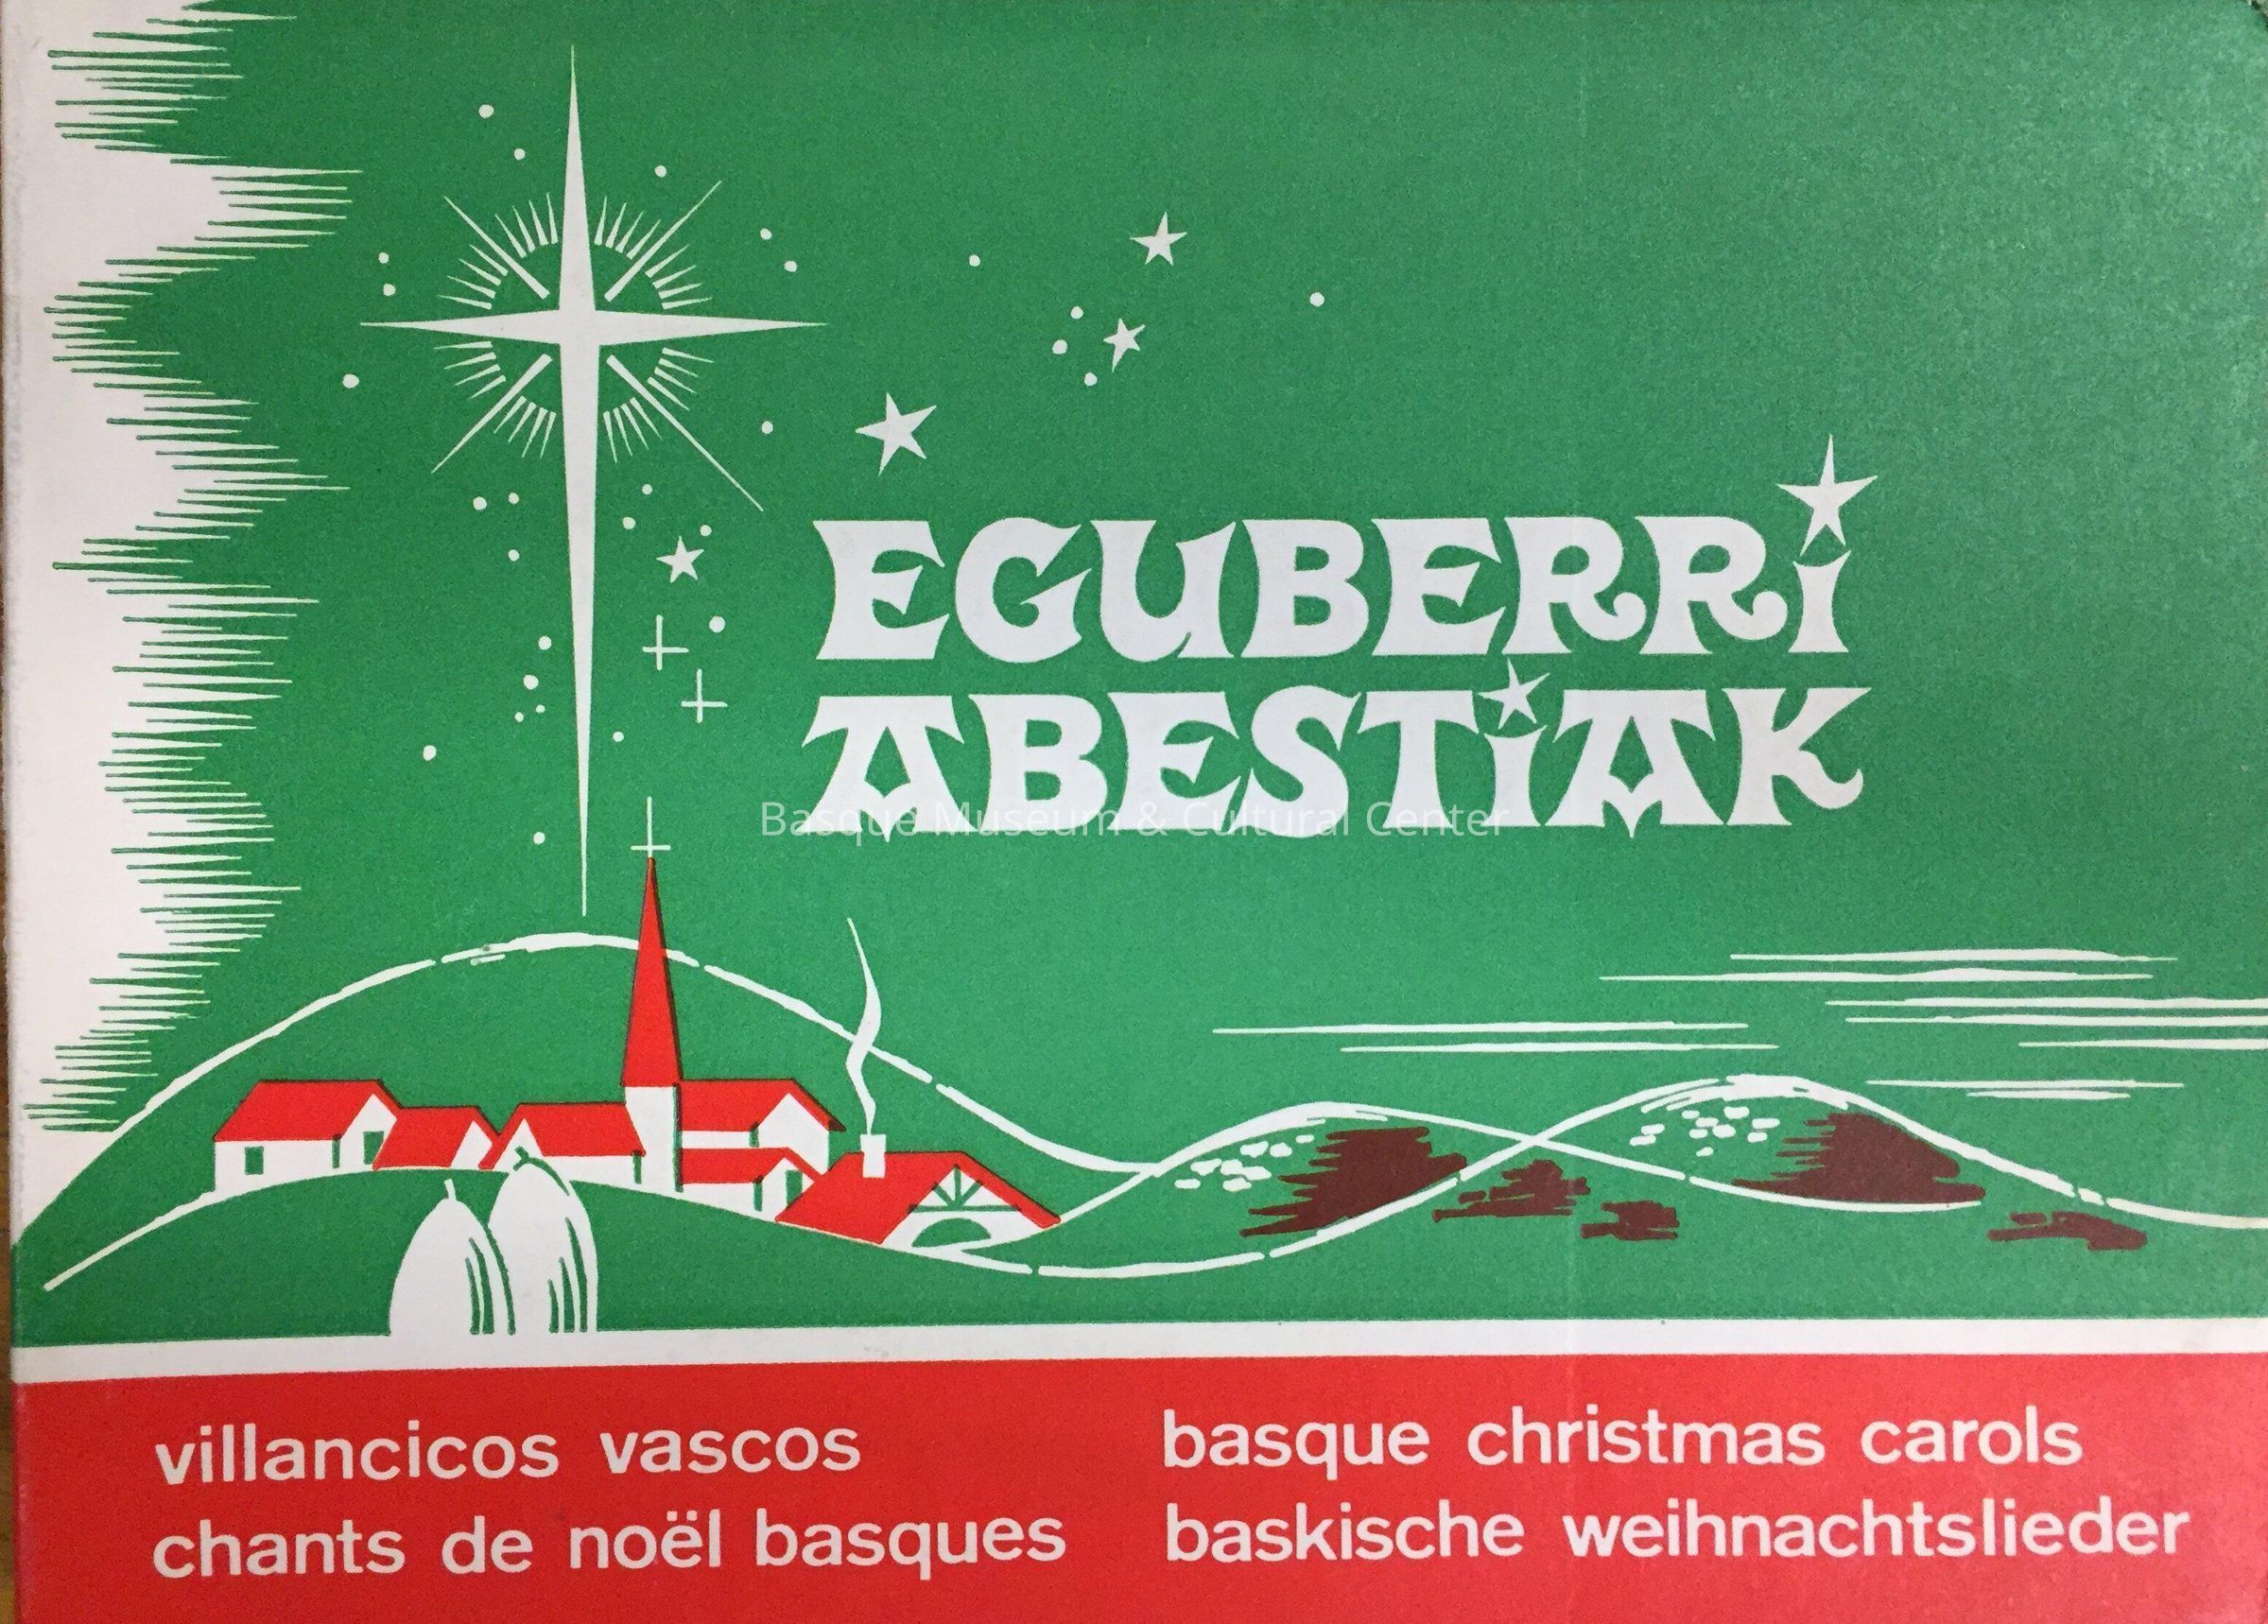 EGUBERRi
ABESTiAK
Basque Museum & Cultural Center
villancicos vascos
chants de noël basques
basque christmas carols
baskische weihnachtslieder